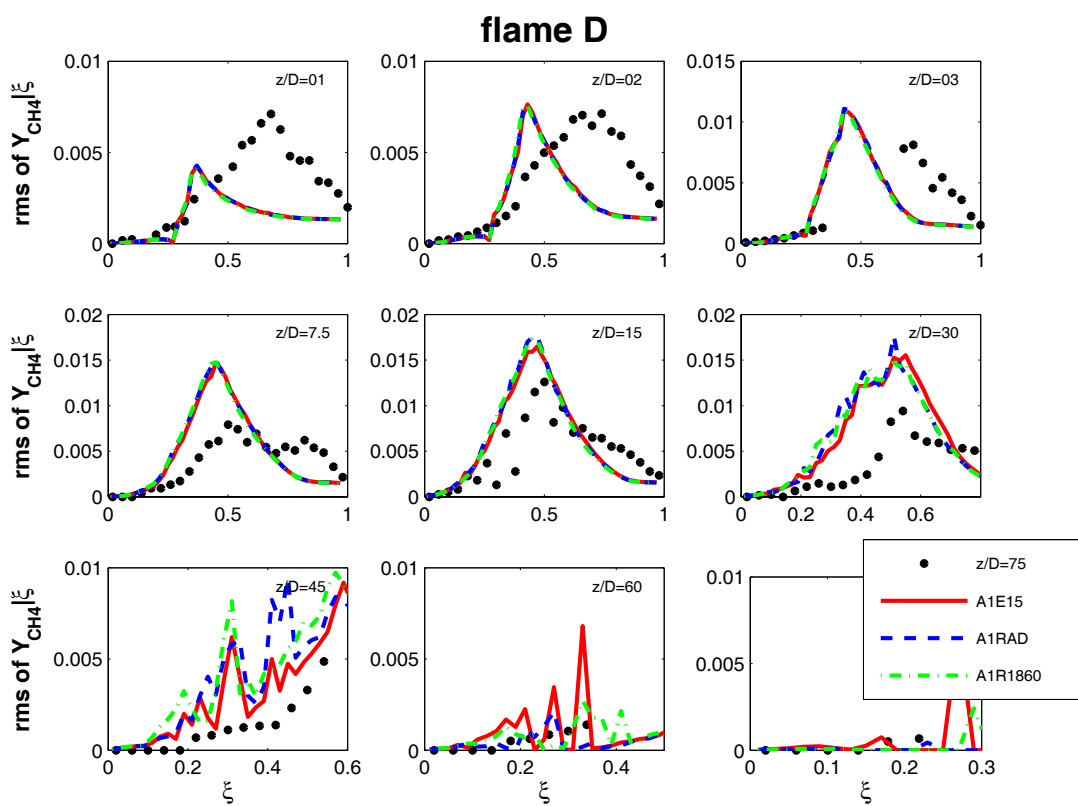 flame D
0.01 0.01 0.015
z/D=01 z/D=02 z/D=03
rms of Y_CH4|ξ
0.005 0.005 0.01
0.005
0 0 0
0 0.5 1 0 0.5 1 0 0.5 1
0.02 0.02 0.02
z/D=7.5 z/D=15 z/D=30
rms of Y_CH4|ξ
0.015 0.015 0.015
0.01 0.01 0.01
0.005 0.005 0.005
0 0 0
0 0.5 1 0 0.5 1 0 0.2 0.4 0.6
0.01 0.01 0.01
z/D=45 z/D=60 z/D=75
rms of Y_CH4|ξ
A1E15
0.005 0.005 0.005
A1RAD
A1R1860
0 0 0
0 0.2 0.4 0.6 0 0.2 0.4 0 0.1 0.2 0.3
ξ ξ ξ